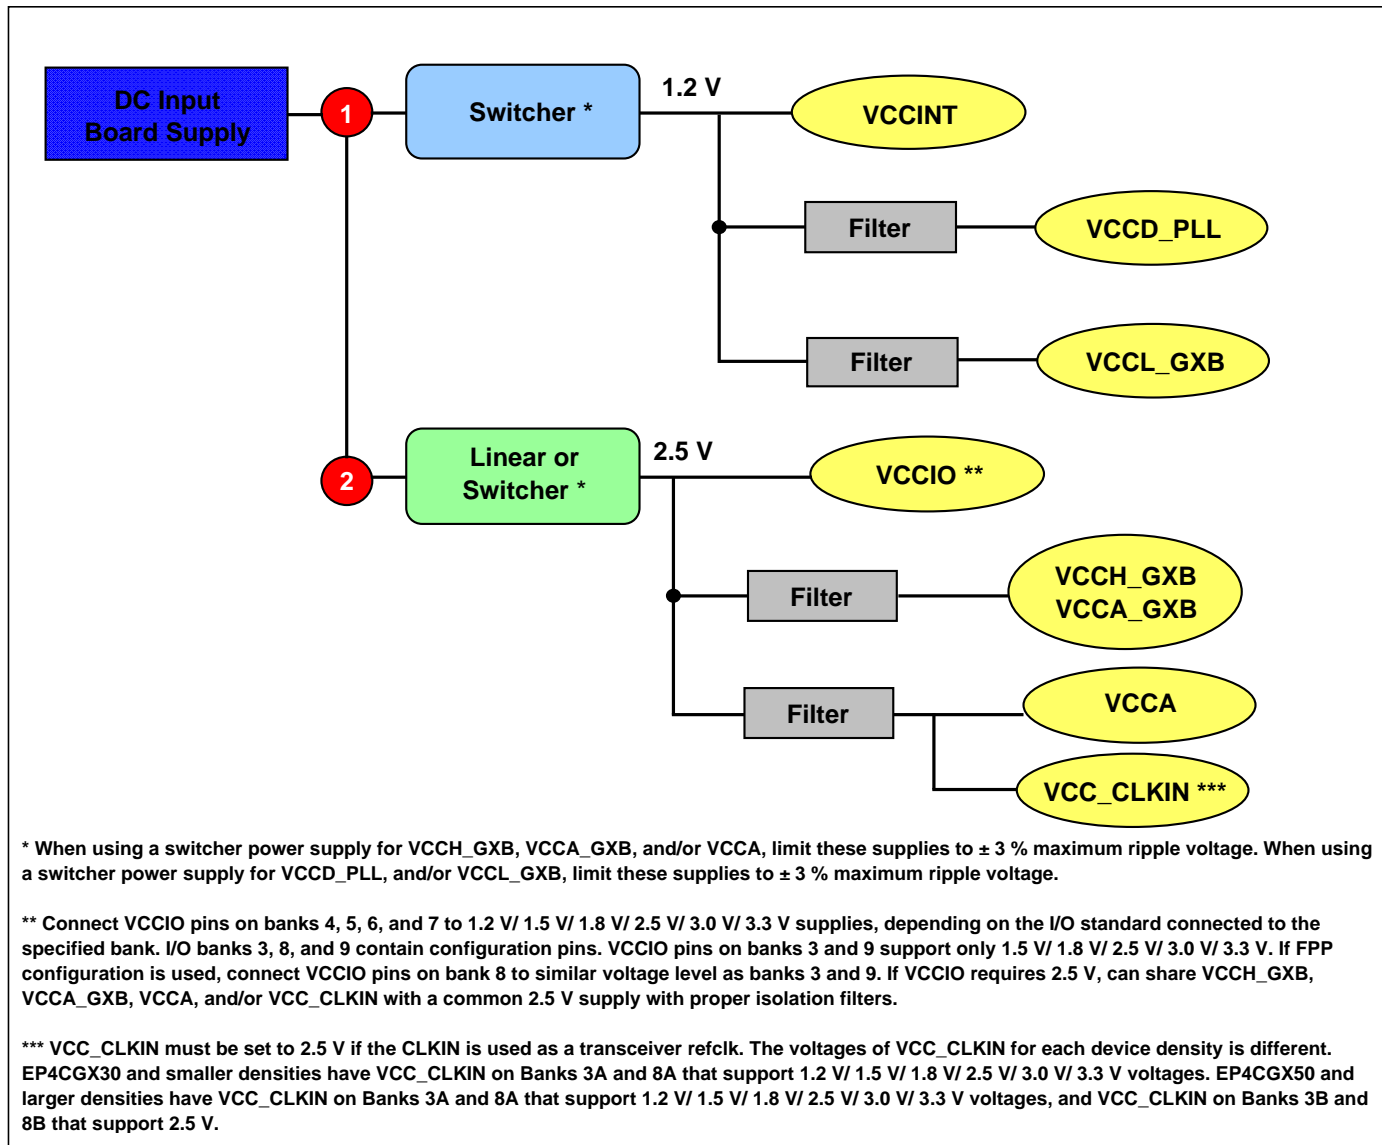 DC Input
Board Supply
1
Switcher *
1.2 V
VCCINT
Filter
VCCD_PLL
Filter
VCCL_GXB
2
Linear or
Switcher *
2.5 V
VCCIO **
Filter
VCCH_GXB
VCCA_GXB
Filter
VCCA
VCC_CLKIN ***
* When using a switcher power supply for VCCH_GXB, VCCA_GXB, and/or VCCA, limit these supplies to ± 3 % maximum ripple voltage. When using
a switcher power supply for VCCD_PLL, and/or VCCL_GXB, limit these supplies to ± 3 % maximum ripple voltage.
** Connect VCCIO pins on banks 4, 5, 6, and 7 to 1.2 V/ 1.5 V/ 1.8 V/ 2.5 V/ 3.0 V/ 3.3 V supplies, depending on the I/O standard connected to the
specified bank. I/O banks 3, 8, and 9 contain configuration pins. VCCIO pins on banks 3 and 9 support only 1.5 V/ 1.8 V/ 2.5 V/ 3.0 V/ 3.3 V. If FPP
configuration is used, connect VCCIO pins on bank 8 to similar voltage level as banks 3 and 9. If VCCIO requires 2.5 V, can share VCCH_GXB,
VCCA_GXB, VCCA, and/or VCC_CLKIN with a common 2.5 V supply with proper isolation filters.
*** VCC_CLKIN must be set to 2.5 V if the CLKIN is used as a transceiver refclk. The voltages of VCC_CLKIN for each device density is different.
EP4CGX30 and smaller densities have VCC_CLKIN on Banks 3A and 8A that support 1.2 V/ 1.5 V/ 1.8 V/ 2.5 V/ 3.0 V/ 3.3 V voltages. EP4CGX50 and
larger densities have VCC_CLKIN on Banks 3A and 8A that support 1.2 V/ 1.5 V/ 1.8 V/ 2.5 V/ 3.0 V/ 3.3 V voltages, and VCC_CLKIN on Banks 3B and
8B that support 2.5 V.